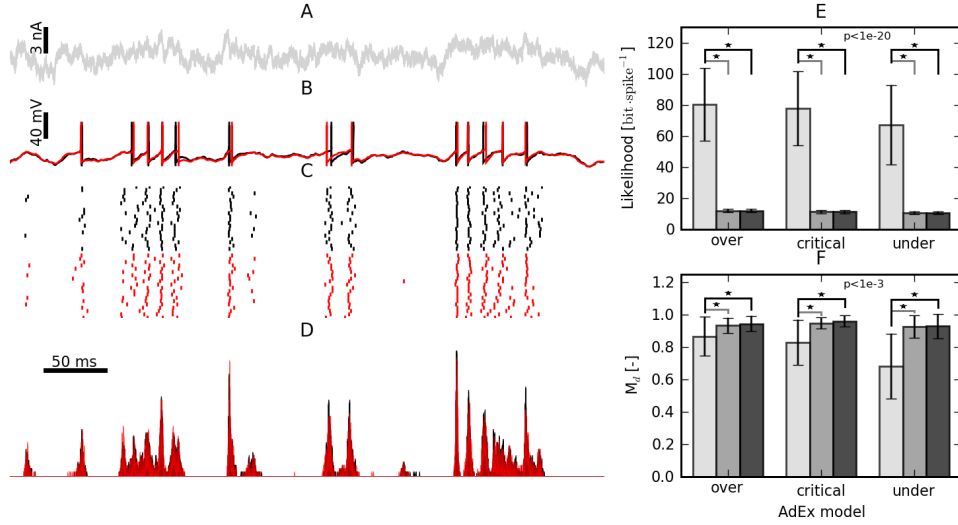 A
3 nA
B
40 mV
C
D
50 ms
E
p<1e-20
Likelihood [bit·spike⁻¹]
120
100
80
60
40
20
0
★ ★ ★
★ ★ ★
over critical under
F
p<1e-3
M_d [-]
1.2
1.0
0.8
0.6
0.4
0.2
0.0
★ ★ ★
★ ★ ★
over critical under
AdEx model